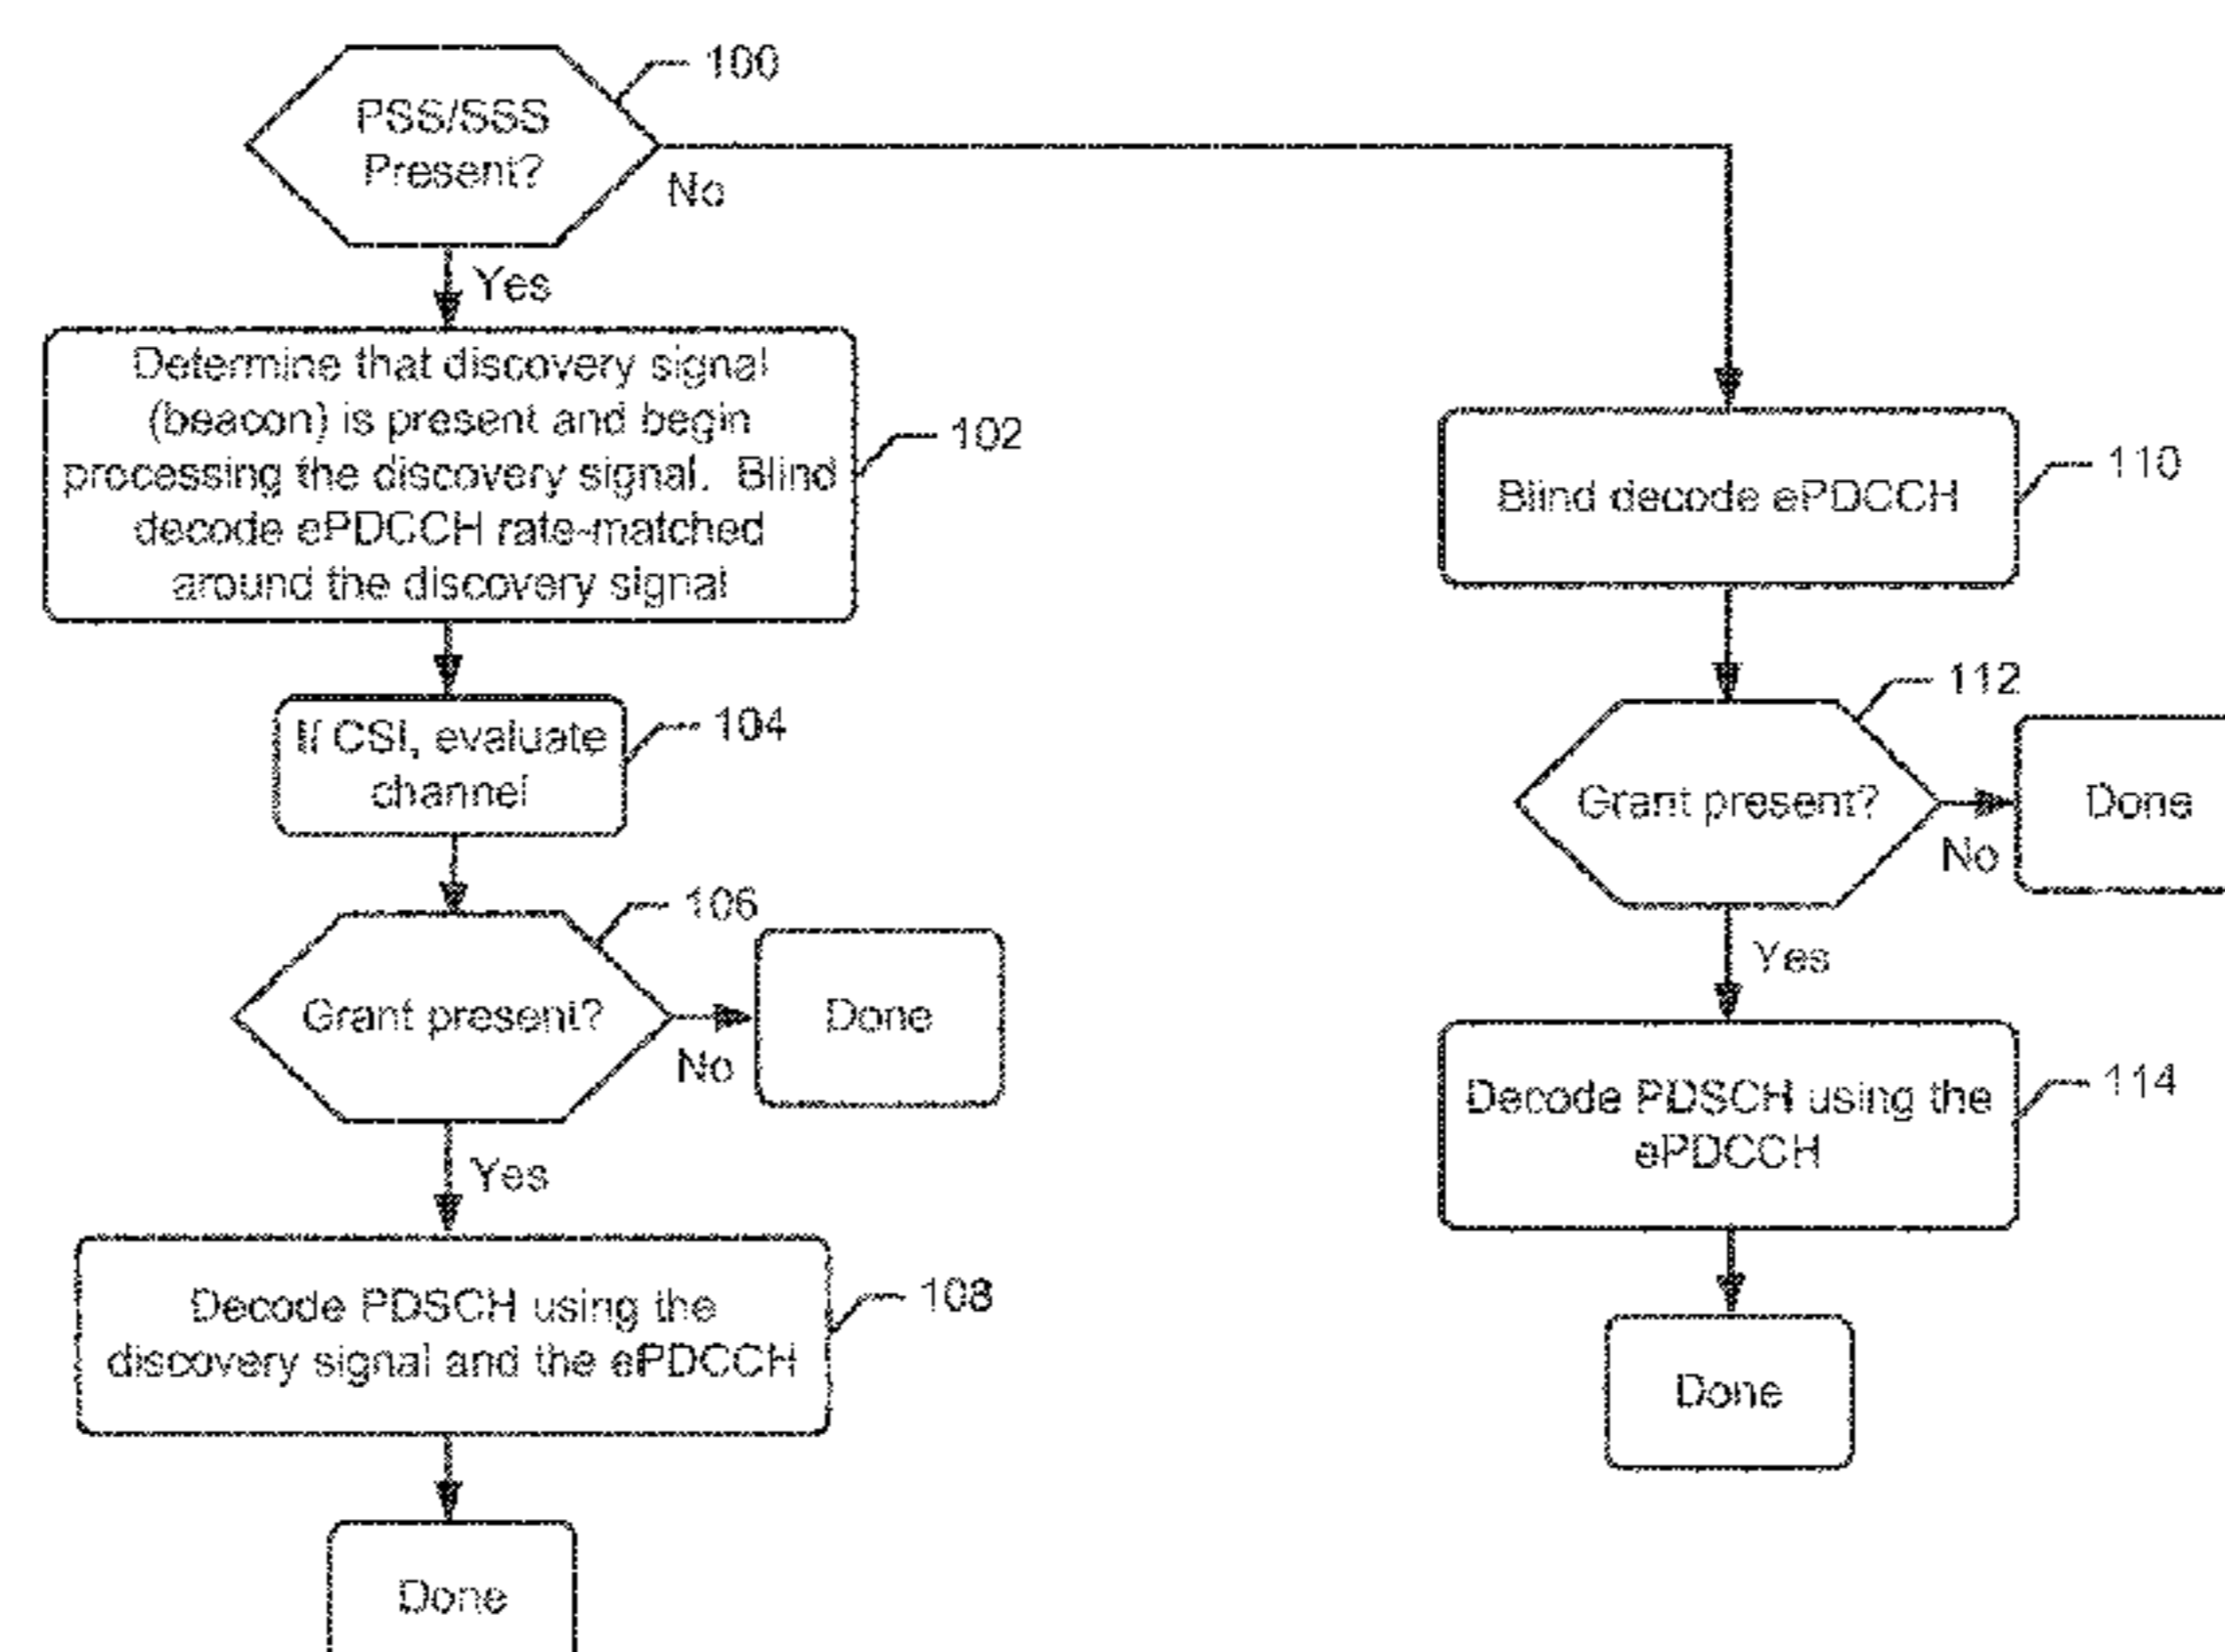 100
PSS/SSS
Present?
No
Yes
Determine that discovery signal
(beacon) is present and begin
processing the discovery signal. Blind
decode ePDCCH rate-matched
around the discovery signal
102
If CSI, evaluate
channel
104
106
Grant present?
No
Done
Yes
Decode PDSCH using the
discovery signal and the ePDCCH
108
Done
Blind decode ePDCCH
110
112
Grant present?
No
Done
Yes
Decode PDSCH using the
ePDCCH
114
Done